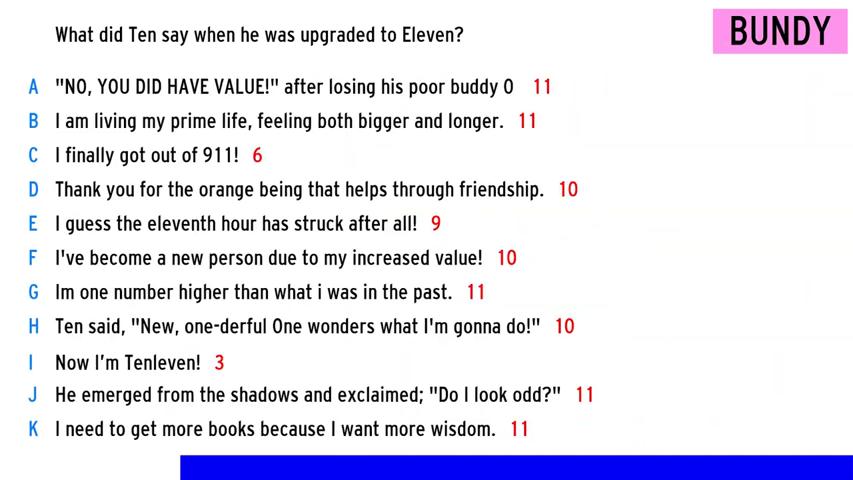 BUNDY
What did Ten say when he was upgraded to Eleven?
A "NO, YOU DID HAVE VALUE!" after losing his poor buddy 0 11
B I am living my prime life, feeling both bigger and longer. 11
C I finally got out of 911! 6
D Thank you for the orange being that helps through friendship. 10
E I guess the eleventh hour has struck after all! 9
F I've become a new person due to my increased value! 10
G Im one number higher than what i was in the past. 11
H Ten said, "New, one-derful One wonders what I'm gonna do!" 10
I Now I’m Tenleven! 3
J He emerged from the shadows and exclaimed; "Do I look odd?" 11
K I need to get more books because I want more wisdom. 11